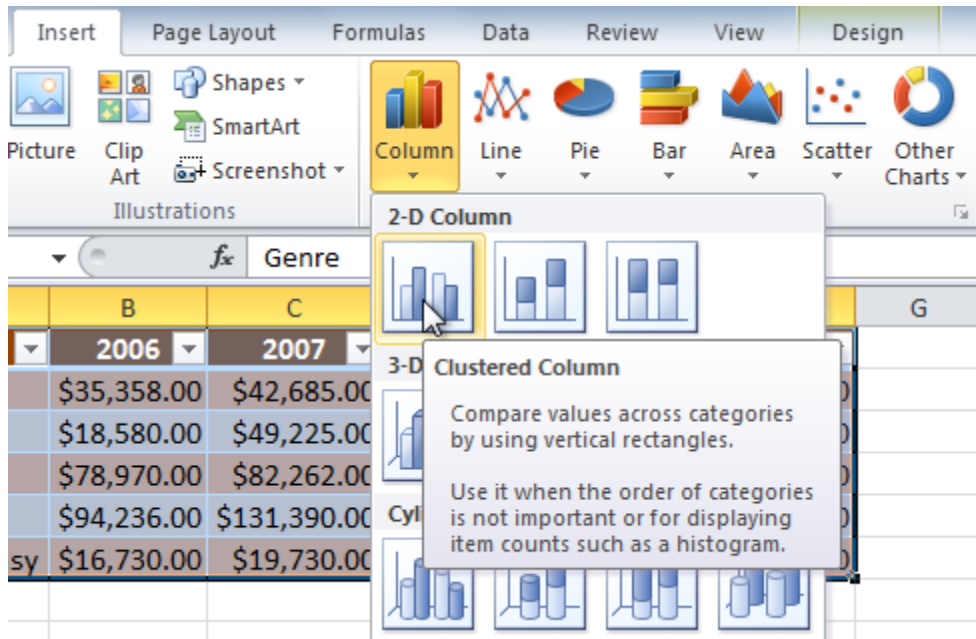 Insert Page Layout Formulas Data Review View Design
Shapes
SmartArt
Screenshot
Picture
Clip
Art
Illustrations
Column
Line
Pie
Bar
Area
Scatter
Other
Charts
fx Genre
2-D Column
B C G
2006 2007
$35,358.00 $42,685.00
$18,580.00 $49,225.00
$78,970.00 $82,262.00
$94,236.00 $131,390.00
sy $16,730.00 $19,730.00
3-D
Clustered Column
Compare values across categories
by using vertical rectangles.
Use it when the order of categories
is not important or for displaying
item counts such as a histogram.
Cyli